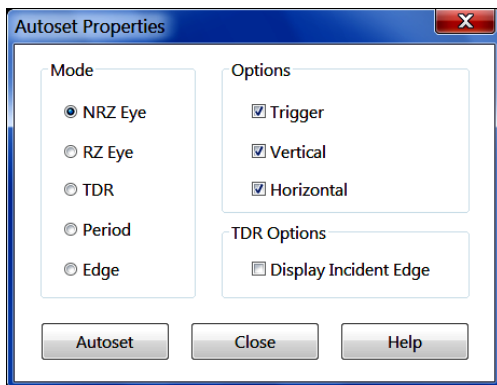 Autoset Properties
Mode
NRZ Eye
RZ Eye
TDR
Period
Edge
Options
Trigger
Vertical
Horizontal
TDR Options
Display Incident Edge
Autoset
Close
Help